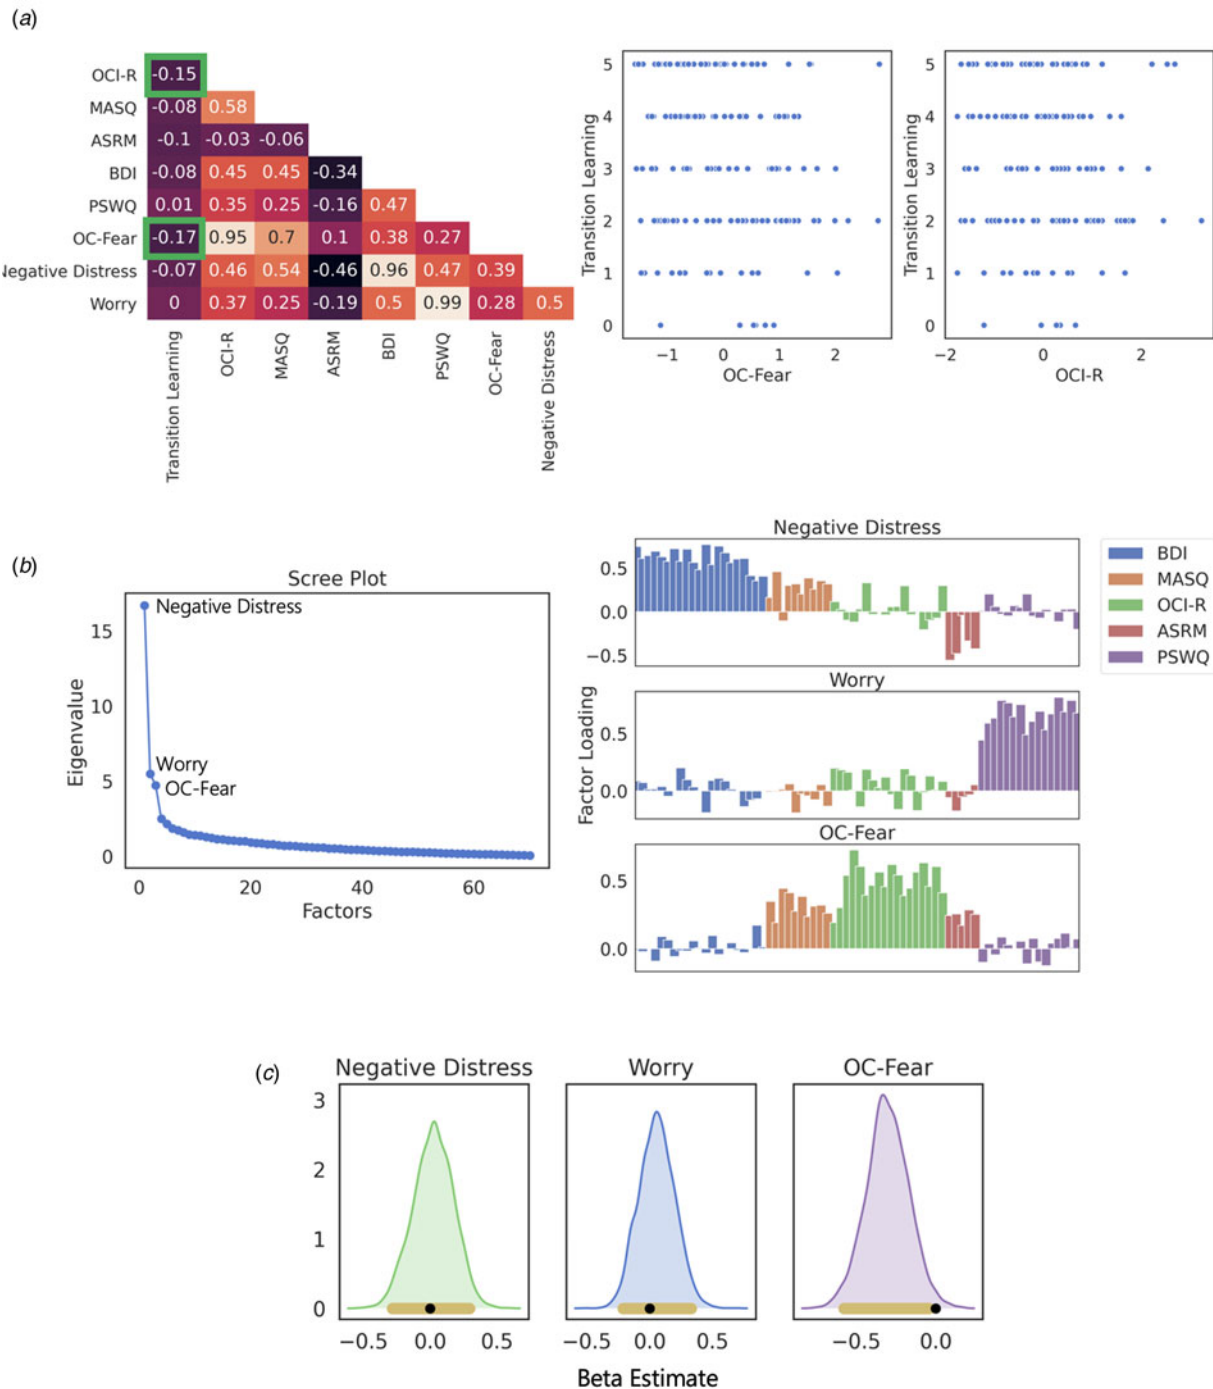 (a)
OCI-R -0.15
MASQ -0.08 0.58
ASRM -0.1 -0.03 -0.06
BDI -0.08 0.45 0.45 -0.34
PSWQ 0.01 0.35 0.25 -0.16 0.47
OC-Fear -0.17 0.95 0.7 0.1 0.38 0.27
Negative Distress -0.07 0.46 0.54 -0.46 0.96 0.47 0.39
Worry 0 0.37 0.25 -0.19 0.5 0.99 0.28 0.5
Transition Learning
OCI-R
MASQ
ASRM
BDI
PSWQ
OC-Fear
Negative Distress
Transition Learning
5
4
3
2
1
0
−1 0 1 2
OC-Fear
Transition Learning
5
4
3
2
1
0
−2 0 2
OCI-R
(b)
Scree Plot
Eigenvalue
15
10
5
0
Negative Distress
Worry
OC-Fear
0 20 40 60
Factors
Factor Loading
Negative Distress
0.5
0.0
−0.5
Worry
0.5
0.0
OC-Fear
0.5
0.0
BDI
MASQ
OCI-R
ASRM
PSWQ
(c)
Negative Distress Worry OC-Fear
3
2
1
0
−0.5 0.0 0.5 −0.5 0.0 0.5 −0.5 0.0
Beta Estimate